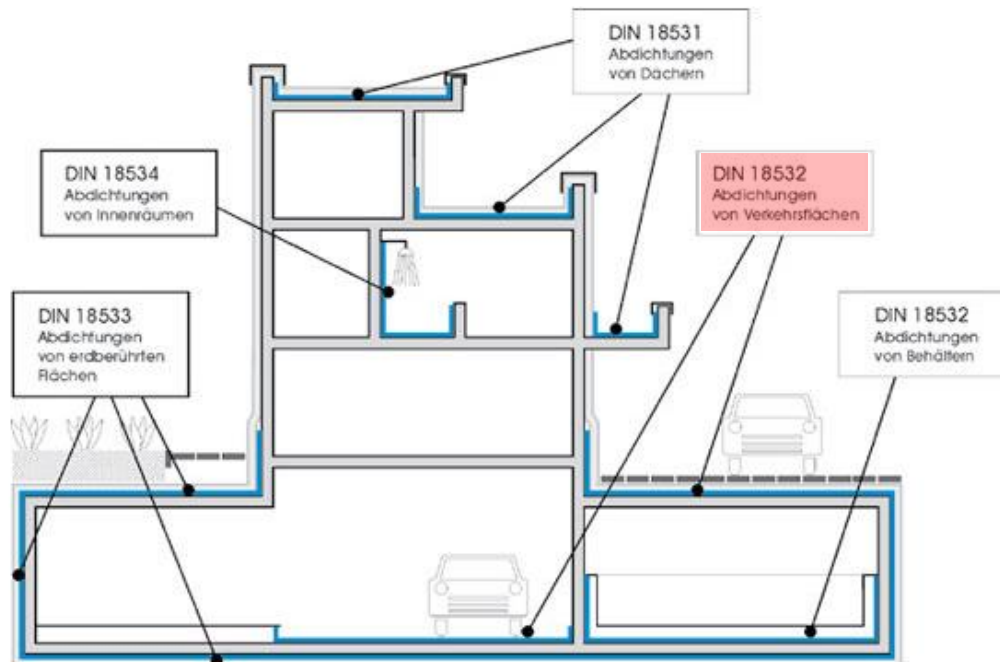 DIN 18531
Abdichtungen
von Dächern
DIN 18534
Abdichtungen
von Innenräumen
DIN 18532
Abdichtungen
von Verkehrsflächen
DIN 18533
Abdichtungen
von erdberührten
Flächen
DIN 18532
Abdichtungen
von Behältern